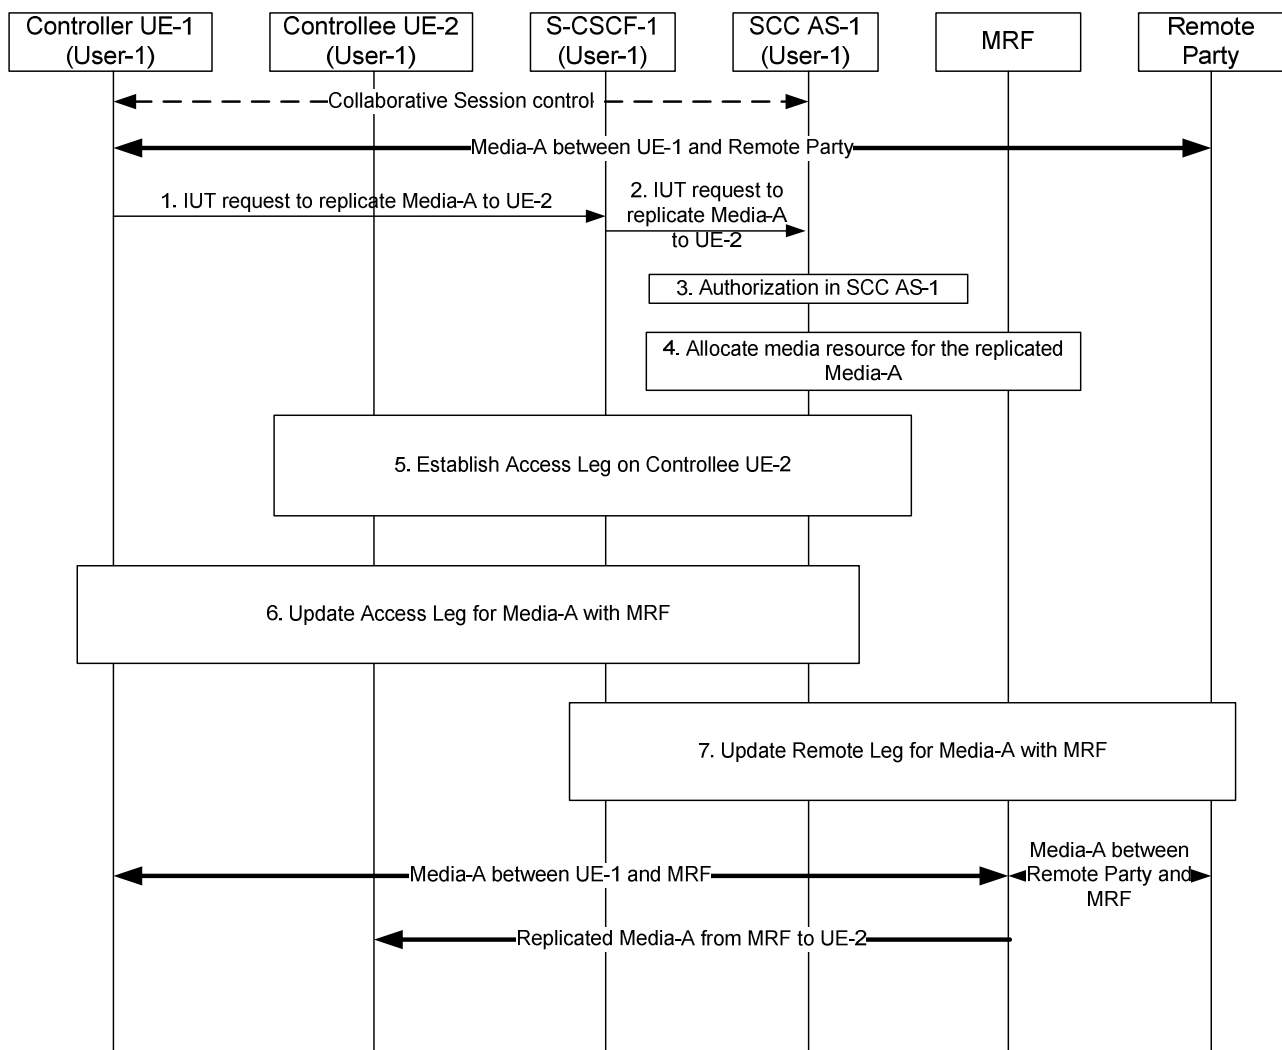 Controller UE-1
(User-1)
Controllee UE-2
(User-1)
S-CSCF-1
(User-1)
SCC AS-1
(User-1)
MRF
Remote
Party
Collaborative Session control
Media-A between UE-1 and Remote Party
1. IUT request to replicate Media-A to UE-2
2. IUT request to
replicate Media-A
to UE-2
3. Authorization in SCC AS-1
4. Allocate media resource for the replicated
Media-A
5. Establish Access Leg on Controllee UE-2
6. Update Access Leg for Media-A with MRF
7. Update Remote Leg for Media-A with MRF
Media-A between UE-1 and MRF
Media-A between
Remote Party and
MRF
Replicated Media-A from MRF to UE-2